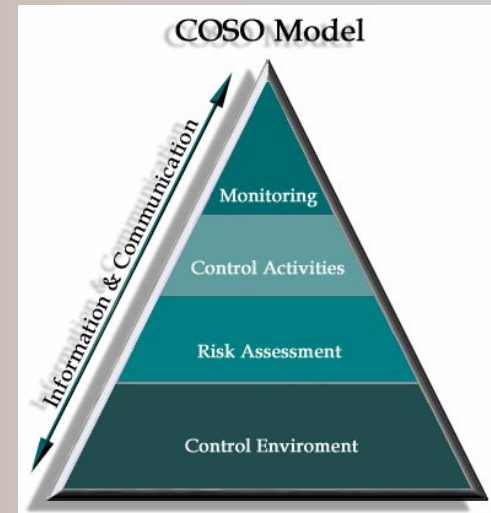 COSO Model
Information & Communication
Monitoring
Control Activities
Risk Assessment
Control Enviroment